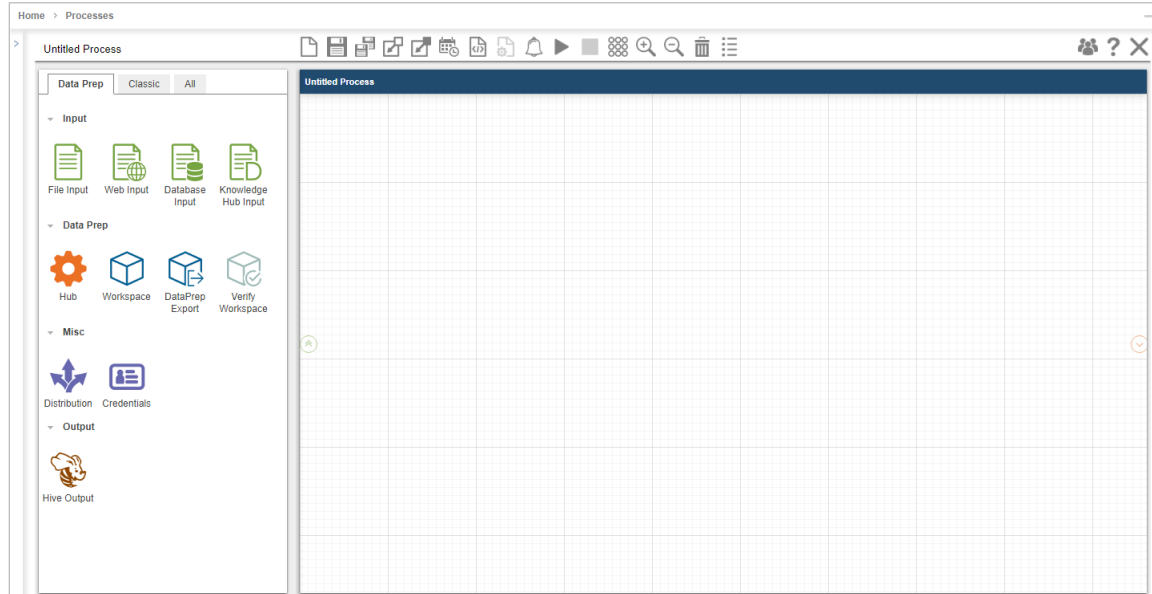 Home > Processes
Untitled Process
?
Data Prep Classic All
Untitled Process
Input
File Input Web Input Database Input Knowledge Hub Input
Data Prep
Hub Workspace DataPrep Export Verify Workspace
Misc
Distribution Credentials
Output
Hive Output